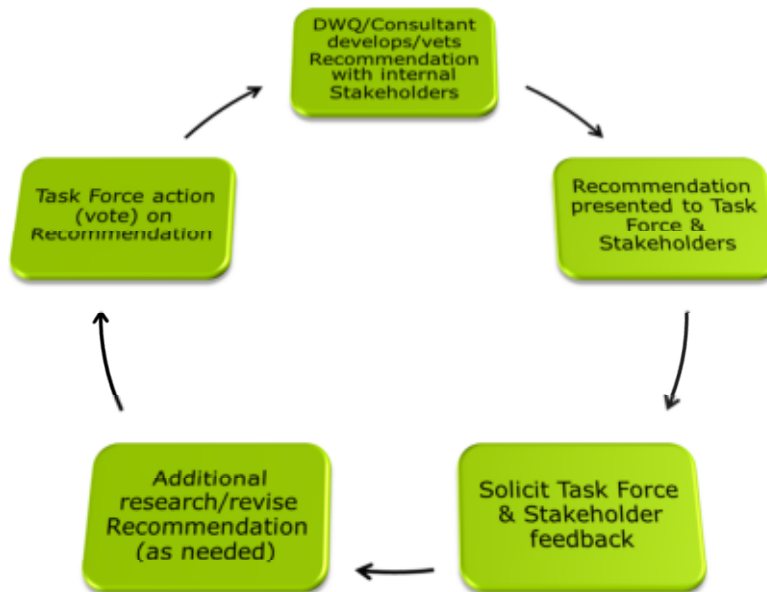 DWQ/Consultant
develops/vets
Recommendation
with internal
Stakeholders
Recommendation
presented to Task
Force &
Stakeholders
Solicit Task Force
& Stakeholder
feedback
Additional
research/revise
Recommendation
(as needed)
Task Force action
(vote) on
Recommendation